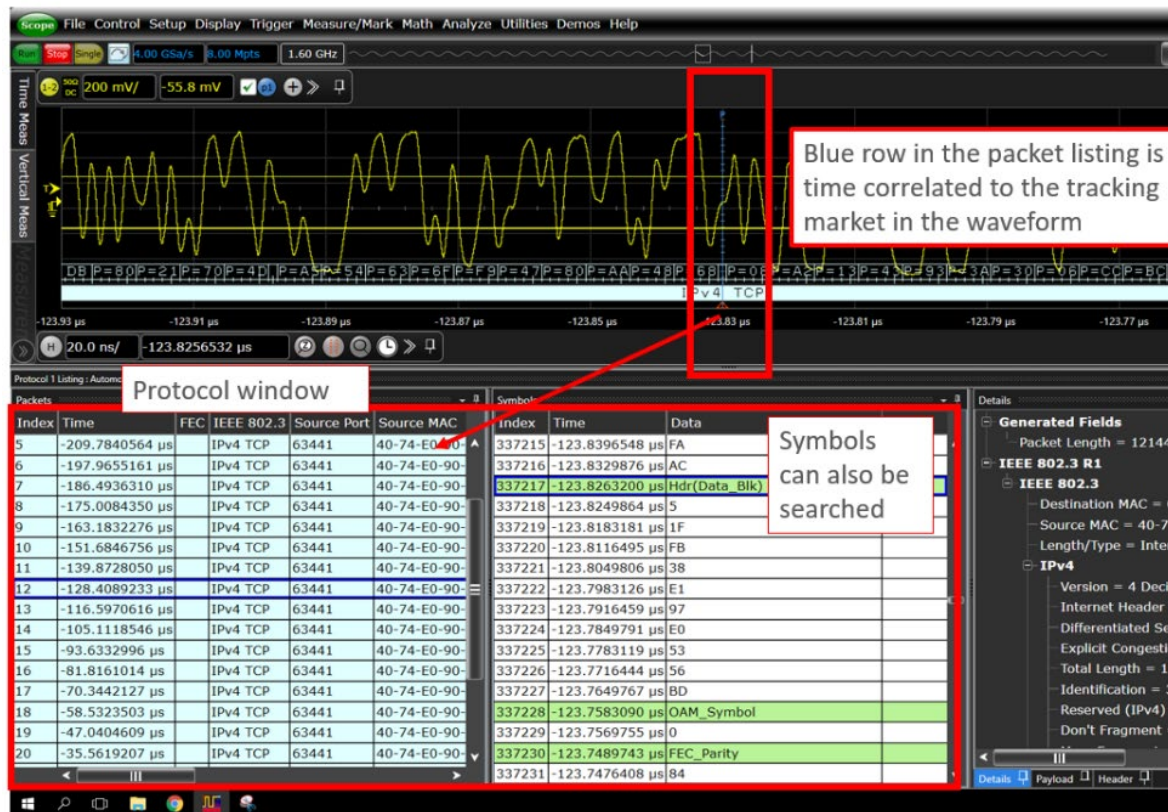 Scope File Control Setup Display Trigger Measure/Mark Math Analyze Utilities Demos Help
Run Stop Single 4.00 GSa/s 8.00 Mpts 1.60 GHz
1-2 50Ω DC 200 mV/ -55.8 mV
Time Meas
Vertical Meas
Blue row in the packet listing is
time correlated to the tracking
market in the waveform
IPv4 TCP
-123.93 µs -123.91 µs -123.89 µs -123.87 µs -123.85 µs -123.83 µs -123.81 µs -123.79 µs -123.77 µs
H 20.0 ns/ -123.8256532 µs
Protocol 1 Listing : Automo
Protocol window
Packets
Index Time FEC IEEE 802.3 Source Port Source MAC
5 -209.7840564 µs IPv4 TCP 63441 40-74-E0-90-
6 -197.9655161 µs IPv4 TCP 63441 40-74-E0-90-
7 -186.4936310 µs IPv4 TCP 63441 40-74-E0-90-
8 -175.0084350 µs IPv4 TCP 63441 40-74-E0-90-
9 -163.1832276 µs IPv4 TCP 63441 40-74-E0-90-
10 -151.6846756 µs IPv4 TCP 63441 40-74-E0-90-
11 -139.8728050 µs IPv4 TCP 63441 40-74-E0-90-
12 -128.4089233 µs IPv4 TCP 63441 40-74-E0-90-
13 -116.5970616 µs IPv4 TCP 63441 40-74-E0-90-
14 -105.1118546 µs IPv4 TCP 63441 40-74-E0-90-
15 -93.6332996 µs IPv4 TCP 63441 40-74-E0-90-
16 -81.8161014 µs IPv4 TCP 63441 40-74-E0-90-
17 -70.3442127 µs IPv4 TCP 63441 40-74-E0-90-
18 -58.5323503 µs IPv4 TCP 63441 40-74-E0-90-
19 -47.0404609 µs IPv4 TCP 63441 40-74-E0-90-
20 -35.5619207 µs IPv4 TCP 63441 40-74-E0-90-
Symbols
Index Time Data
337215 -123.8396548 µs FA
337216 -123.8329876 µs AC
337217 -123.8263200 µs Hdr(Data_Blk)
337218 -123.8249864 µs 5
337219 -123.8183181 µs 1F
337220 -123.8116495 µs FB
337221 -123.8049806 µs 38
337222 -123.7983126 µs E1
337223 -123.7916459 µs 97
337224 -123.7849791 µs E0
337225 -123.7783119 µs 53
337226 -123.7716444 µs 56
337227 -123.7649767 µs BD
337228 -123.7583090 µs OAM_Symbol
337229 -123.7569755 µs 0
337230 -123.7489743 µs FEC_Parity
337231 -123.7476408 µs 84
Symbols
can also be
searched
Details
Generated Fields
Packet Length = 12144
IEEE 802.3 R1
IEEE 802.3
Destination MAC =
Source MAC = 40-7
Length/Type = Inte
IPv4
Version = 4 Deci
Internet Header
Differentiated Se
Explicit Congesti
Total Length = 1
Identification =
Reserved (IPv4)
Don't Fragment
Details Payload Header